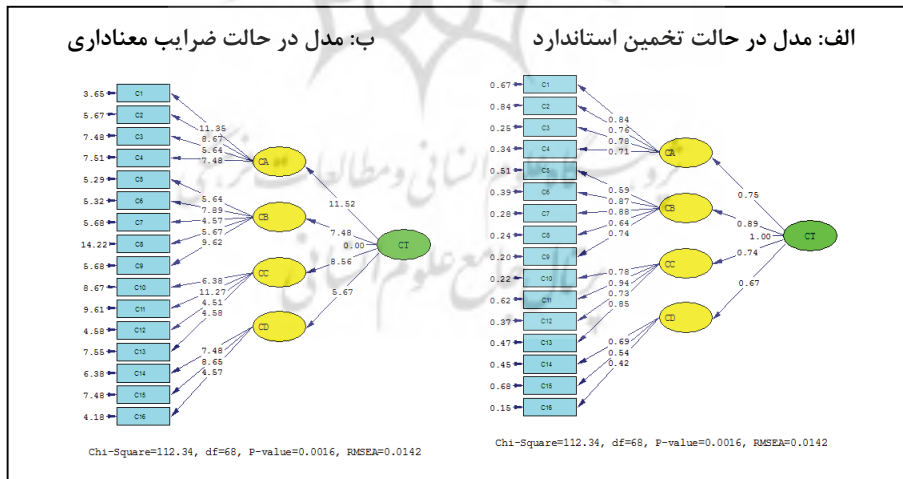 الف: مدل در حالت تخمین استاندارد
ب: مدل در حالت ضرایب معناداری
0.67 C1
0.84 C2
0.25 C3
0.34 C4
0.51 C5
0.39 C6
0.28 C7
0.24 C8
0.20 C9
0.22 C10
0.62 C11
0.37 C12
0.47 C13
0.45 C14
0.68 C15
0.15 C16
0.84
0.76
0.78
0.71
0.59
0.87
0.88
0.64
0.74
0.78
0.94
0.73
0.85
0.69
0.54
0.42
CA
CB
CC
CD
0.75
0.89
1.00
0.74
0.67
CT
Chi-Square=112.34, df=68, P-value=0.0016, RMSEA=0.0142
3.65 C1
5.67 C2
7.48 C3
7.51 C4
5.29 C5
5.32 C6
5.68 C7
14.22 C8
5.68 C9
8.67 C10
9.61 C11
4.58 C12
7.55 C13
6.38 C14
7.48 C15
4.18 C16
11.35
8.67
5.64
7.48
5.64
7.89
4.57
5.67
9.62
6.38
11.27
4.51
4.58
7.48
8.65
4.57
CA
CB
CC
CD
11.52
7.48
0.00
8.56
5.67
CT
Chi-Square=112.34, df=68, P-value=0.0016, RMSEA=0.0142
پژوهشگاه علوم انسانی و مطالعات فرهنگی
پرتال جامع علوم انسانی